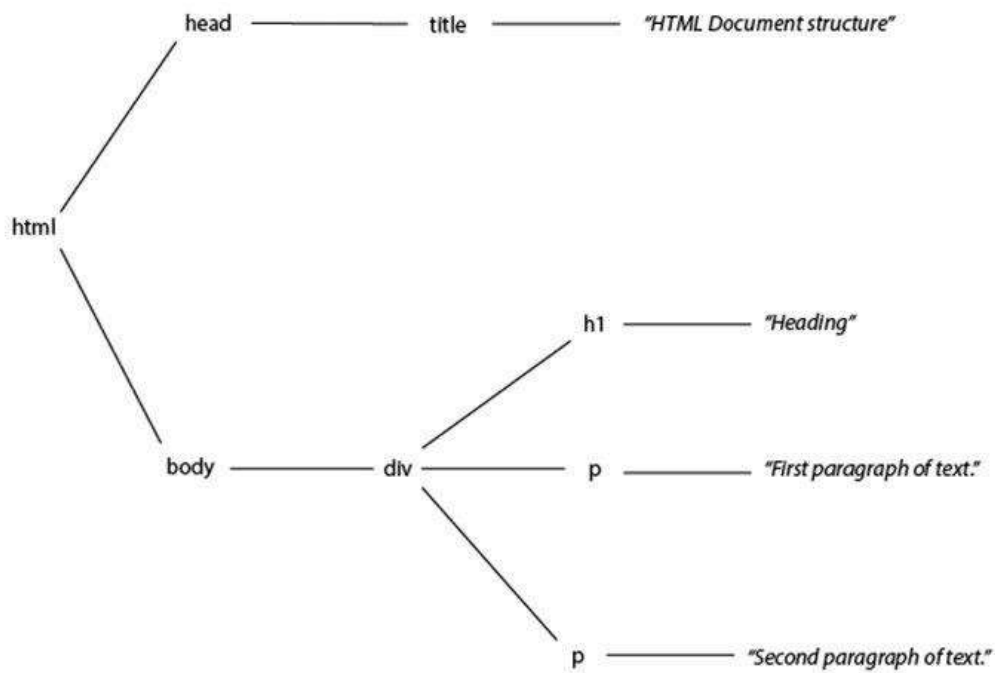 head title "HTML Document structure"
html
h1 "Heading"
body div p "First paragraph of text."
p "Second paragraph of text."